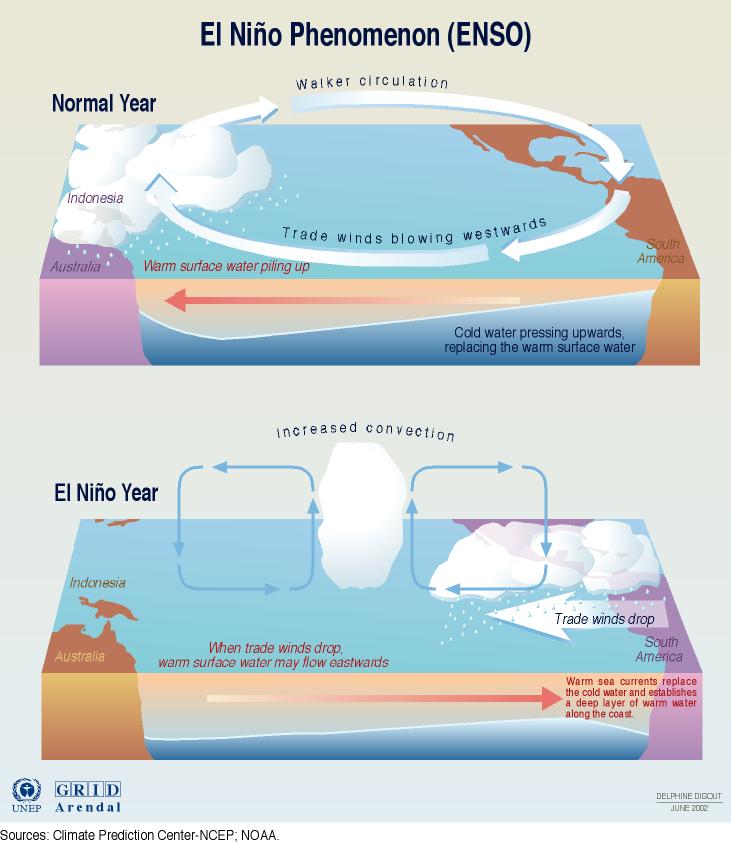 El Niño Phenomenon (ENSO)
Walker circulation
Normal Year
Indonesia
Trade winds blowing westwards
South
America
Australia
Warm surface water piling up
Cold water pressing upwards,
replacing the warm surface water
Increased convection
El Niño Year
Indonesia
Trade winds drop
South
America
Australia
When trade winds drop,
warm surface water may flow eastwards
Warm sea currents replace
the cold water and establishes
a deep layer of warm water
along the coast.
UNEP
GRID
Arendal
DELPHINE DIGOUT
JUNE 2002
Sources: Climate Prediction Center-NCEP; NOAA.